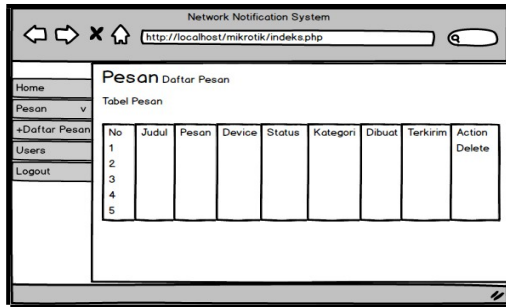 Network Notification System
http://localhost/mikrotik/indeks.php
Home
Pesan v
+Daftar Pesan
Users
Logout
Pesan Daftar Pesan
Tabel Pesan
No Judul Pesan Device Status Kategori Dibuat Terkirim Action
1 Delete
2
3
4
5